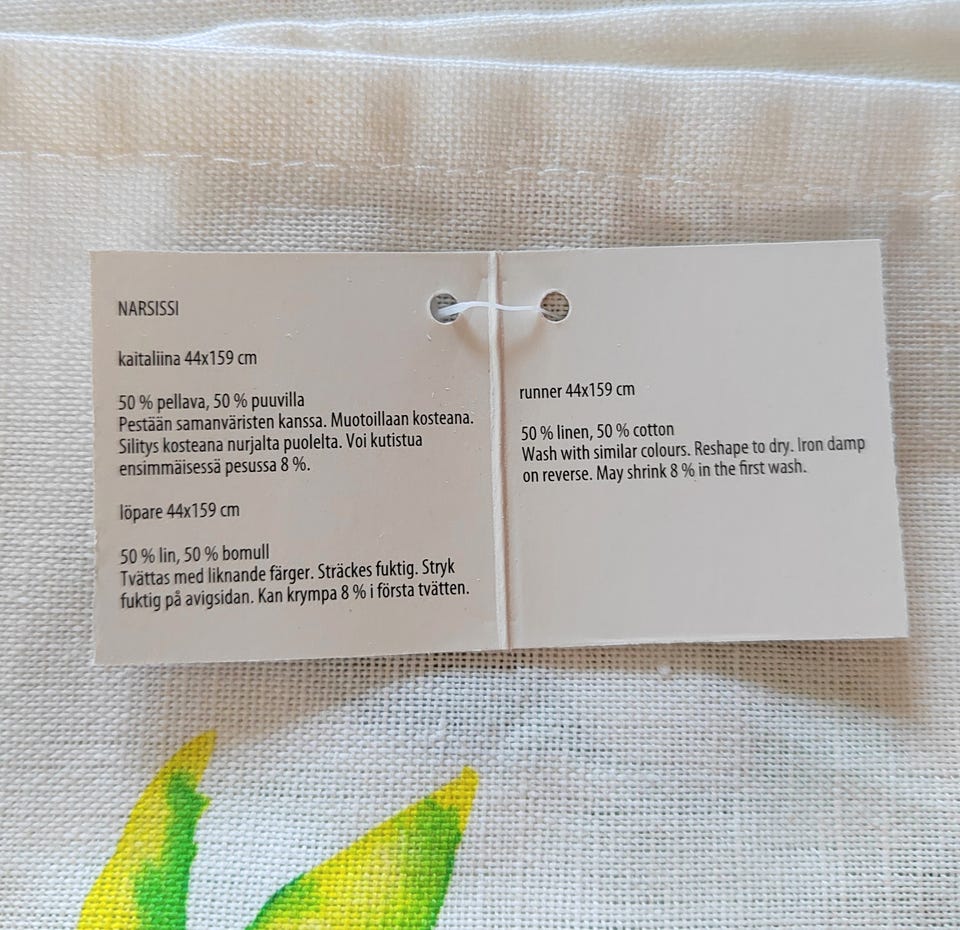 NARSISSI
kaitaliina 44x159 cm
50 % pellava, 50 % puuvilla
Pestään samanväristen kanssa. Muotoillaan kosteana.
Silitys kosteana nurjalta puolelta. Voi kutistua
ensimmäisessä pesussa 8 %.
löpare 44x159 cm
50 % lin, 50 % bomull
Tvättas med liknande färger. Sträckes fuktig. Stryk
fuktig på avigsidan. Kan krympa 8 % i första tvätten.
runner 44x159 cm
50 % linen, 50 % cotton
Wash with similar colours. Reshape to dry. Iron damp
on reverse. May shrink 8 % in the first wash.